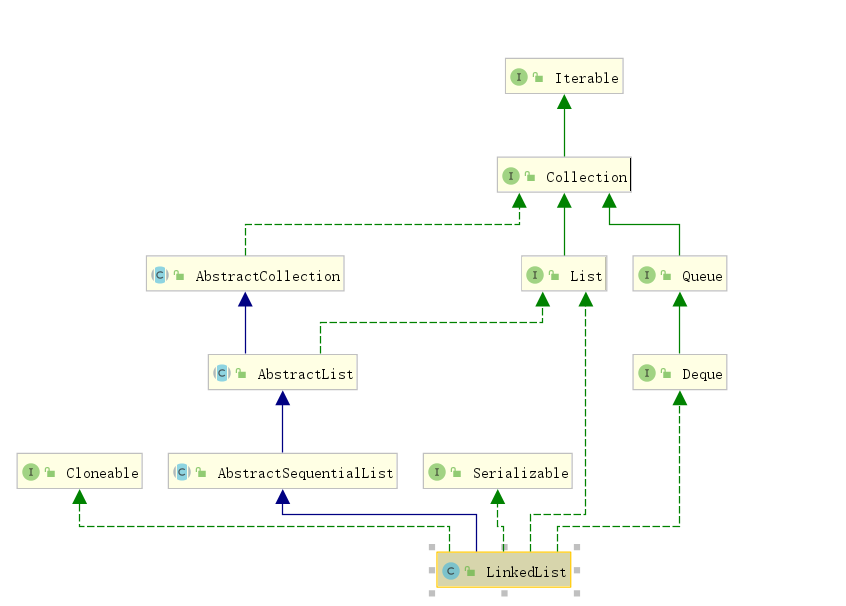 I Iterable
I Collection
C AbstractCollection
I List
I Queue
C AbstractList
I Deque
I Cloneable
C AbstractSequentialList
I Serializable
C LinkedList